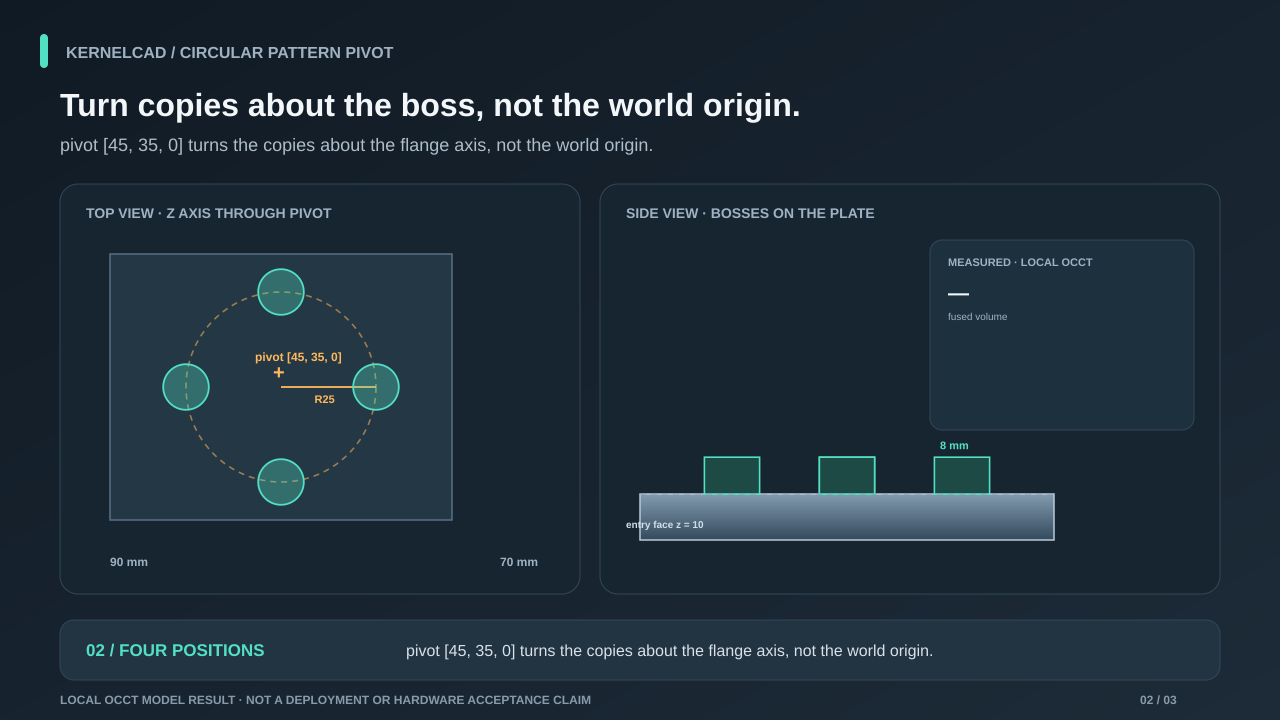 KERNELCAD / CIRCULAR PATTERN PIVOT
Turn copies about the boss, not the world origin.
pivot [45, 35, 0] turns the copies about the flange axis, not the world origin.
TOP VIEW · Z AXIS THROUGH PIVOT
pivot [45, 35, 0]
+
R25
90 mm
70 mm
SIDE VIEW · BOSSES ON THE PLATE
MEASURED · LOCAL OCCT
—
fused volume
8 mm
entry face z = 10
02 / FOUR POSITIONS
pivot [45, 35, 0] turns the copies about the flange axis, not the world origin.
LOCAL OCCT MODEL RESULT · NOT A DEPLOYMENT OR HARDWARE ACCEPTANCE CLAIM
02 / 03